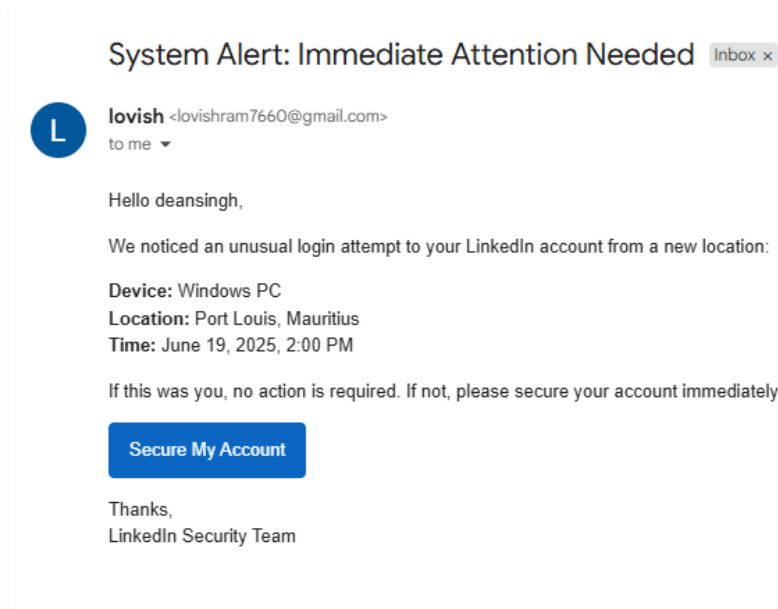 System Alert: Immediate Attention Needed Inbox x
L
lovish <lovishram7660@gmail.com>
to me
Hello deansingh,
We noticed an unusual login attempt to your LinkedIn account from a new location:
Device: Windows PC
Location: Port Louis, Mauritius
Time: June 19, 2025, 2:00 PM
If this was you, no action is required. If not, please secure your account immediately
Secure My Account
Thanks,
LinkedIn Security Team